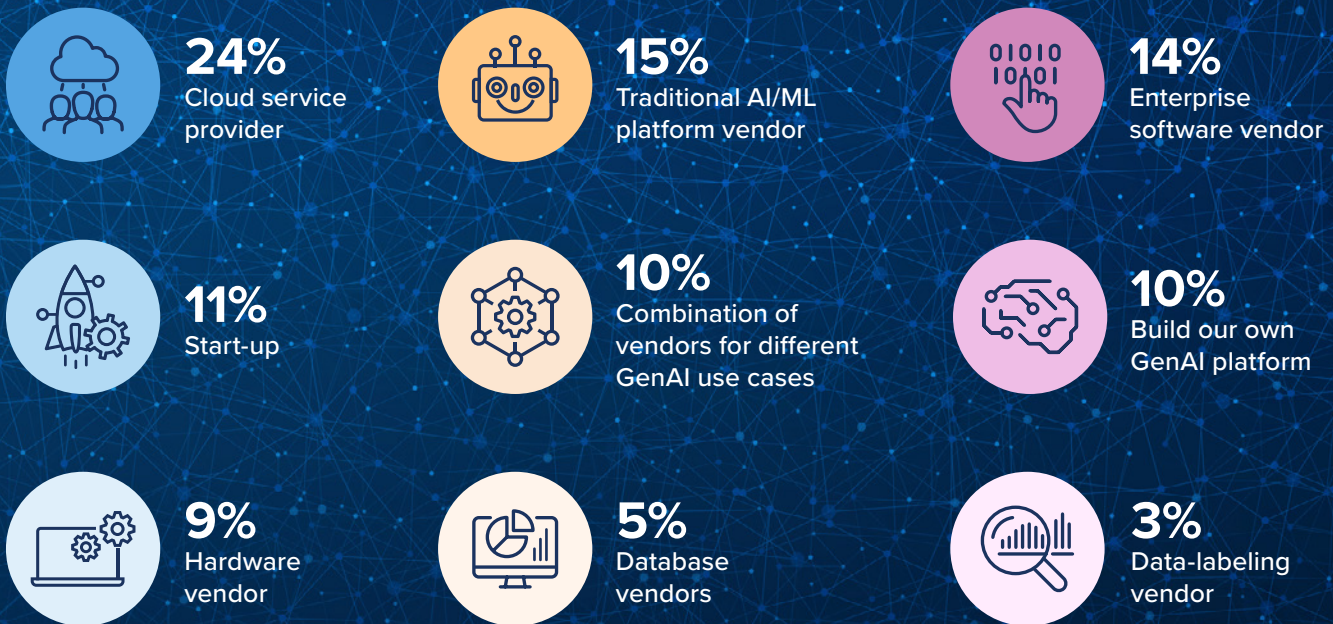 24%
Cloud service
provider
15%
Traditional AI/ML
platform vendor
01010
10101
14%
Enterprise
software vendor
11%
Start-up
10%
Combination of
vendors for different
GenAI use cases
10%
Build our own
GenAI platform
9%
Hardware
vendor
5%
Database
vendors
3%
Data-labeling
vendor